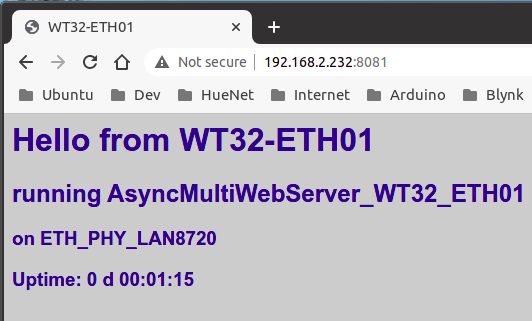 WT32-ETH01
Not secure 192.168.2.232:8081
Ubuntu Dev HueNet Internet Arduino Blynk
Hello from WT32-ETH01
running AsyncMultiWebServer_WT32_ETH01
on ETH_PHY_LAN8720
Uptime: 0 d 00:01:15